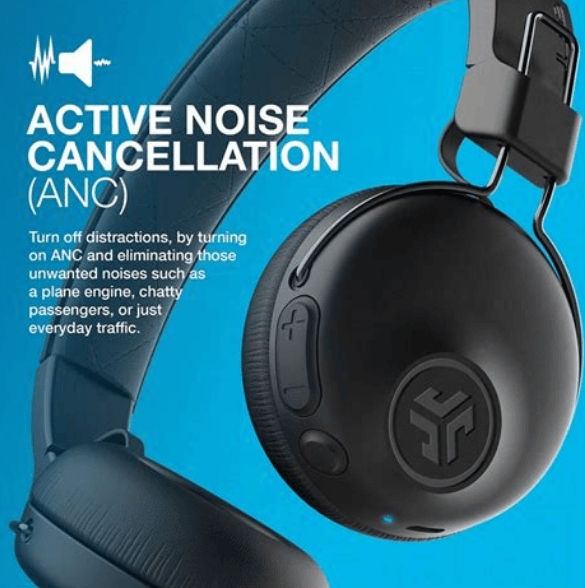 ACTIVE NOISE
CANCELLATION
(ANC)
Turn off distractions, by turning
on ANC and eliminating those
unwanted noises such as
a plane engine, chatty
passengers, or just
everyday traffic.
+
–